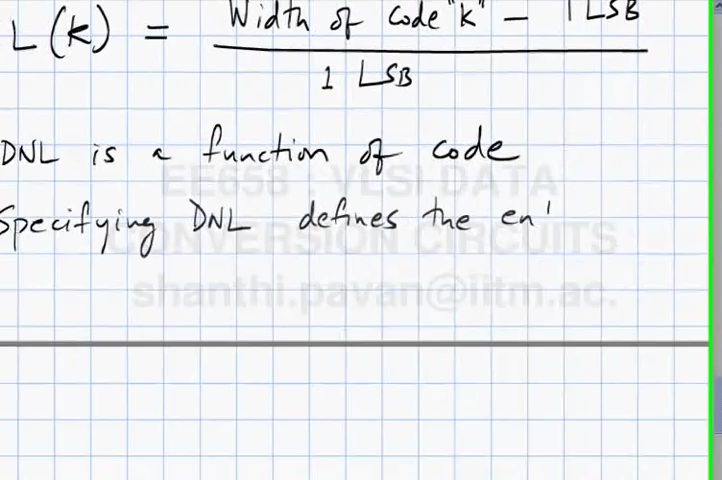 L(k) = Width of Code "k" - 1 LSB
1 LSB
DNL is a function of code
Specifying DNL defines the en
EE658 : VLSI DATA
CONVERSION CIRCUITS
shanthi.pavan@iitm.ac.